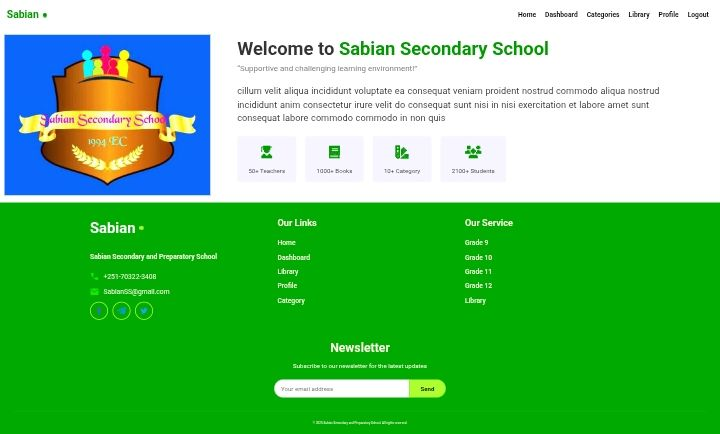 Sabian
Home Dashboard Categories Library Profile Logout
Sabian Secondary School
1994 EC
Welcome to Sabian Secondary School
"Supportive and challenging learning environment!"
cillum velit aliqua incididunt voluptate ea consequat veniam proident nostrud commodo aliqua nostrud
incididunt anim consectetur irure velit do consequat sunt nisi in nisi exercitation et labore amet sunt
consequat labore commodo commodo in non quis
50+ Teachers
1000+ Books
10+ Category
2100+ Students
Sabian
Sabian Secondary and Preparatory School
+251-70322-3408
SabianSS@gmail.com
Our Links
Home
Dashboard
Library
Profile
Category
Our Service
Grade 9
Grade 10
Grade 11
Grade 12
Library
Newsletter
Subscribe to our newsletter for the latest updates
Your email address
Send